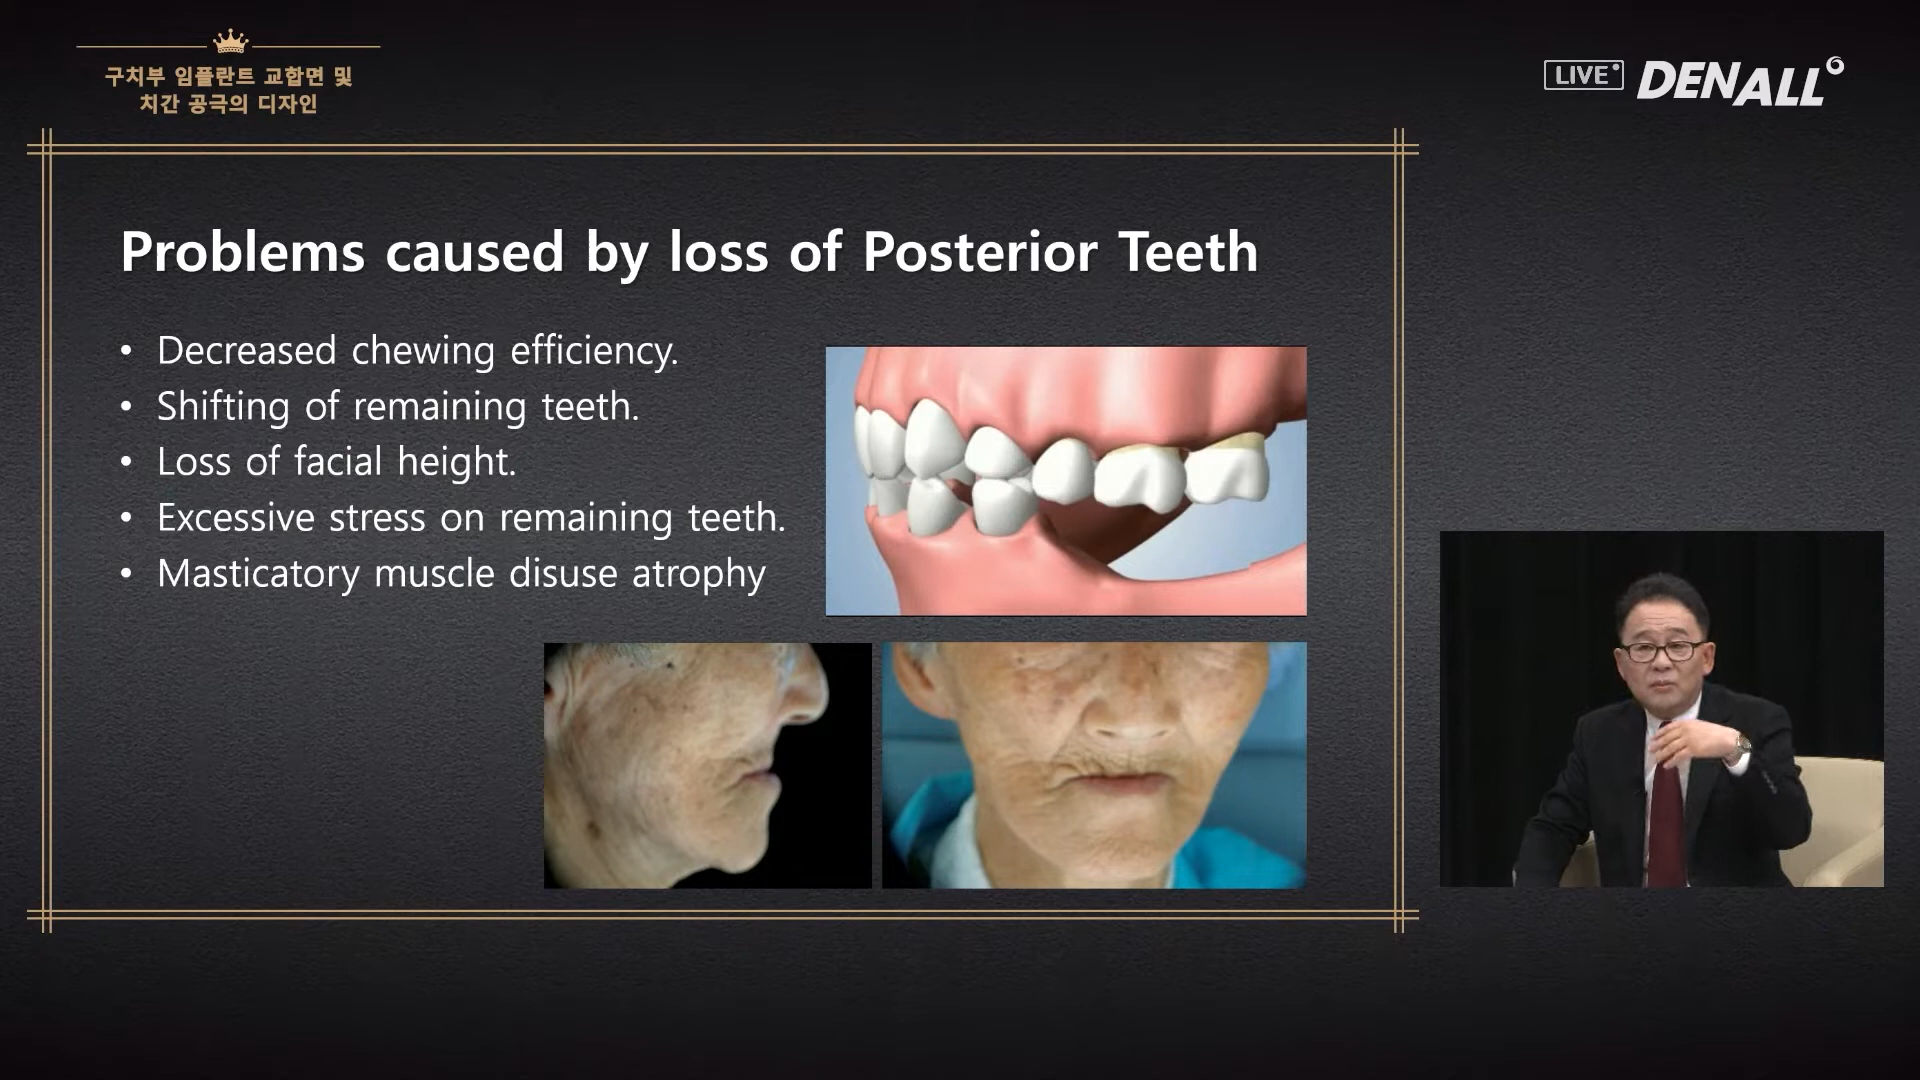 구치부 임플란트 교합면 및
치간 공극의 디자인
LIVE
DENALL
Problems caused by loss of Posterior Teeth
• Decreased chewing efficiency.
• Shifting of remaining teeth.
• Loss of facial height.
• Excessive stress on remaining teeth.
• Masticatory muscle disuse atrophy